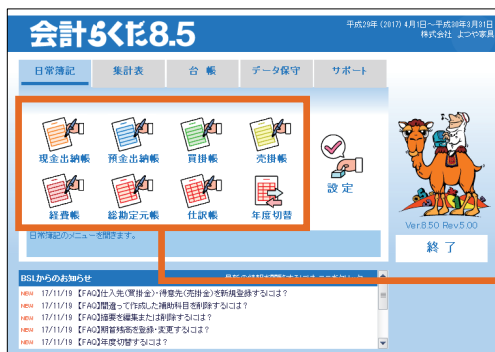 会計らくだ8.5
平成29年 (2017) 4月1日～平成30年3月31日
株式会社 よつや家具
日常簿記 集計表 台 帳 データ保守 サポート
現金出納帳 預金出納帳 買掛帳 売掛帳
設 定
経費帳 総勘定元帳 仕訳帳 年度切替
日常簿記のメニューを開きます。
Ver.8.50 Rev.5.00
終 了
BSLからのお知らせ
NEW 17/11/19 【FAQ】仕入先(買掛金)・得意先(売掛金)を新規登録するには？
NEW 17/11/19 【FAQ】間違って作成した補助科目を削除するには？
NEW 17/11/19 【FAQ】摘要を編集または削除するには？
NEW 17/11/19 【FAQ】期首残高を登録・変更するには？
NEW 17/11/19 【FAQ】年度切替するには？